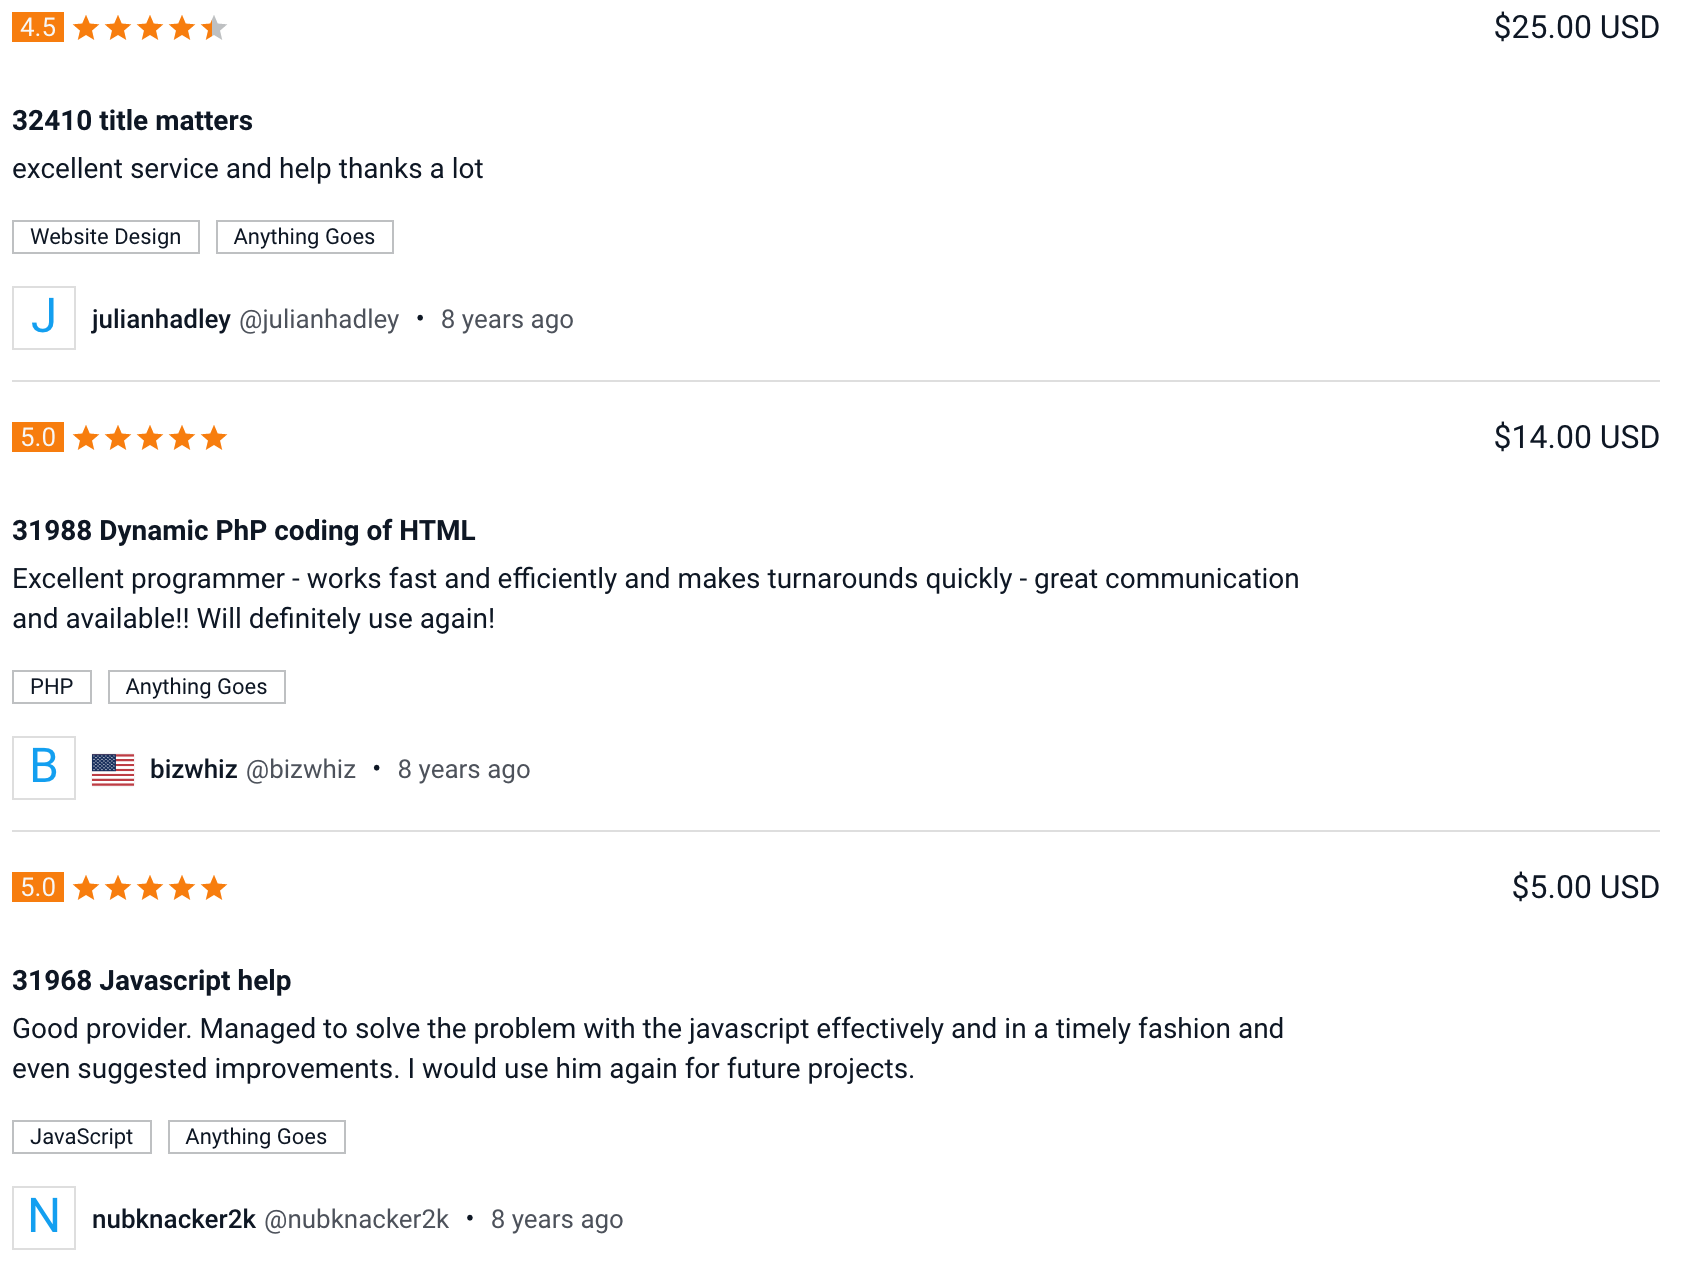 4.5
$25.00 USD
32410 title matters
excellent service and help thanks a lot
Website Design
Anything Goes
J
julianhadley @julianhadley • 8 years ago
5.0
$14.00 USD
31988 Dynamic PhP coding of HTML
Excellent programmer - works fast and efficiently and makes turnarounds quickly - great communication
and available!! Will definitely use again!
PHP
Anything Goes
B
bizwhiz @bizwhiz • 8 years ago
5.0
$5.00 USD
31968 Javascript help
Good provider. Managed to solve the problem with the javascript effectively and in a timely fashion and
even suggested improvements. I would use him again for future projects.
JavaScript
Anything Goes
N
nubknacker2k @nubknacker2k • 8 years ago